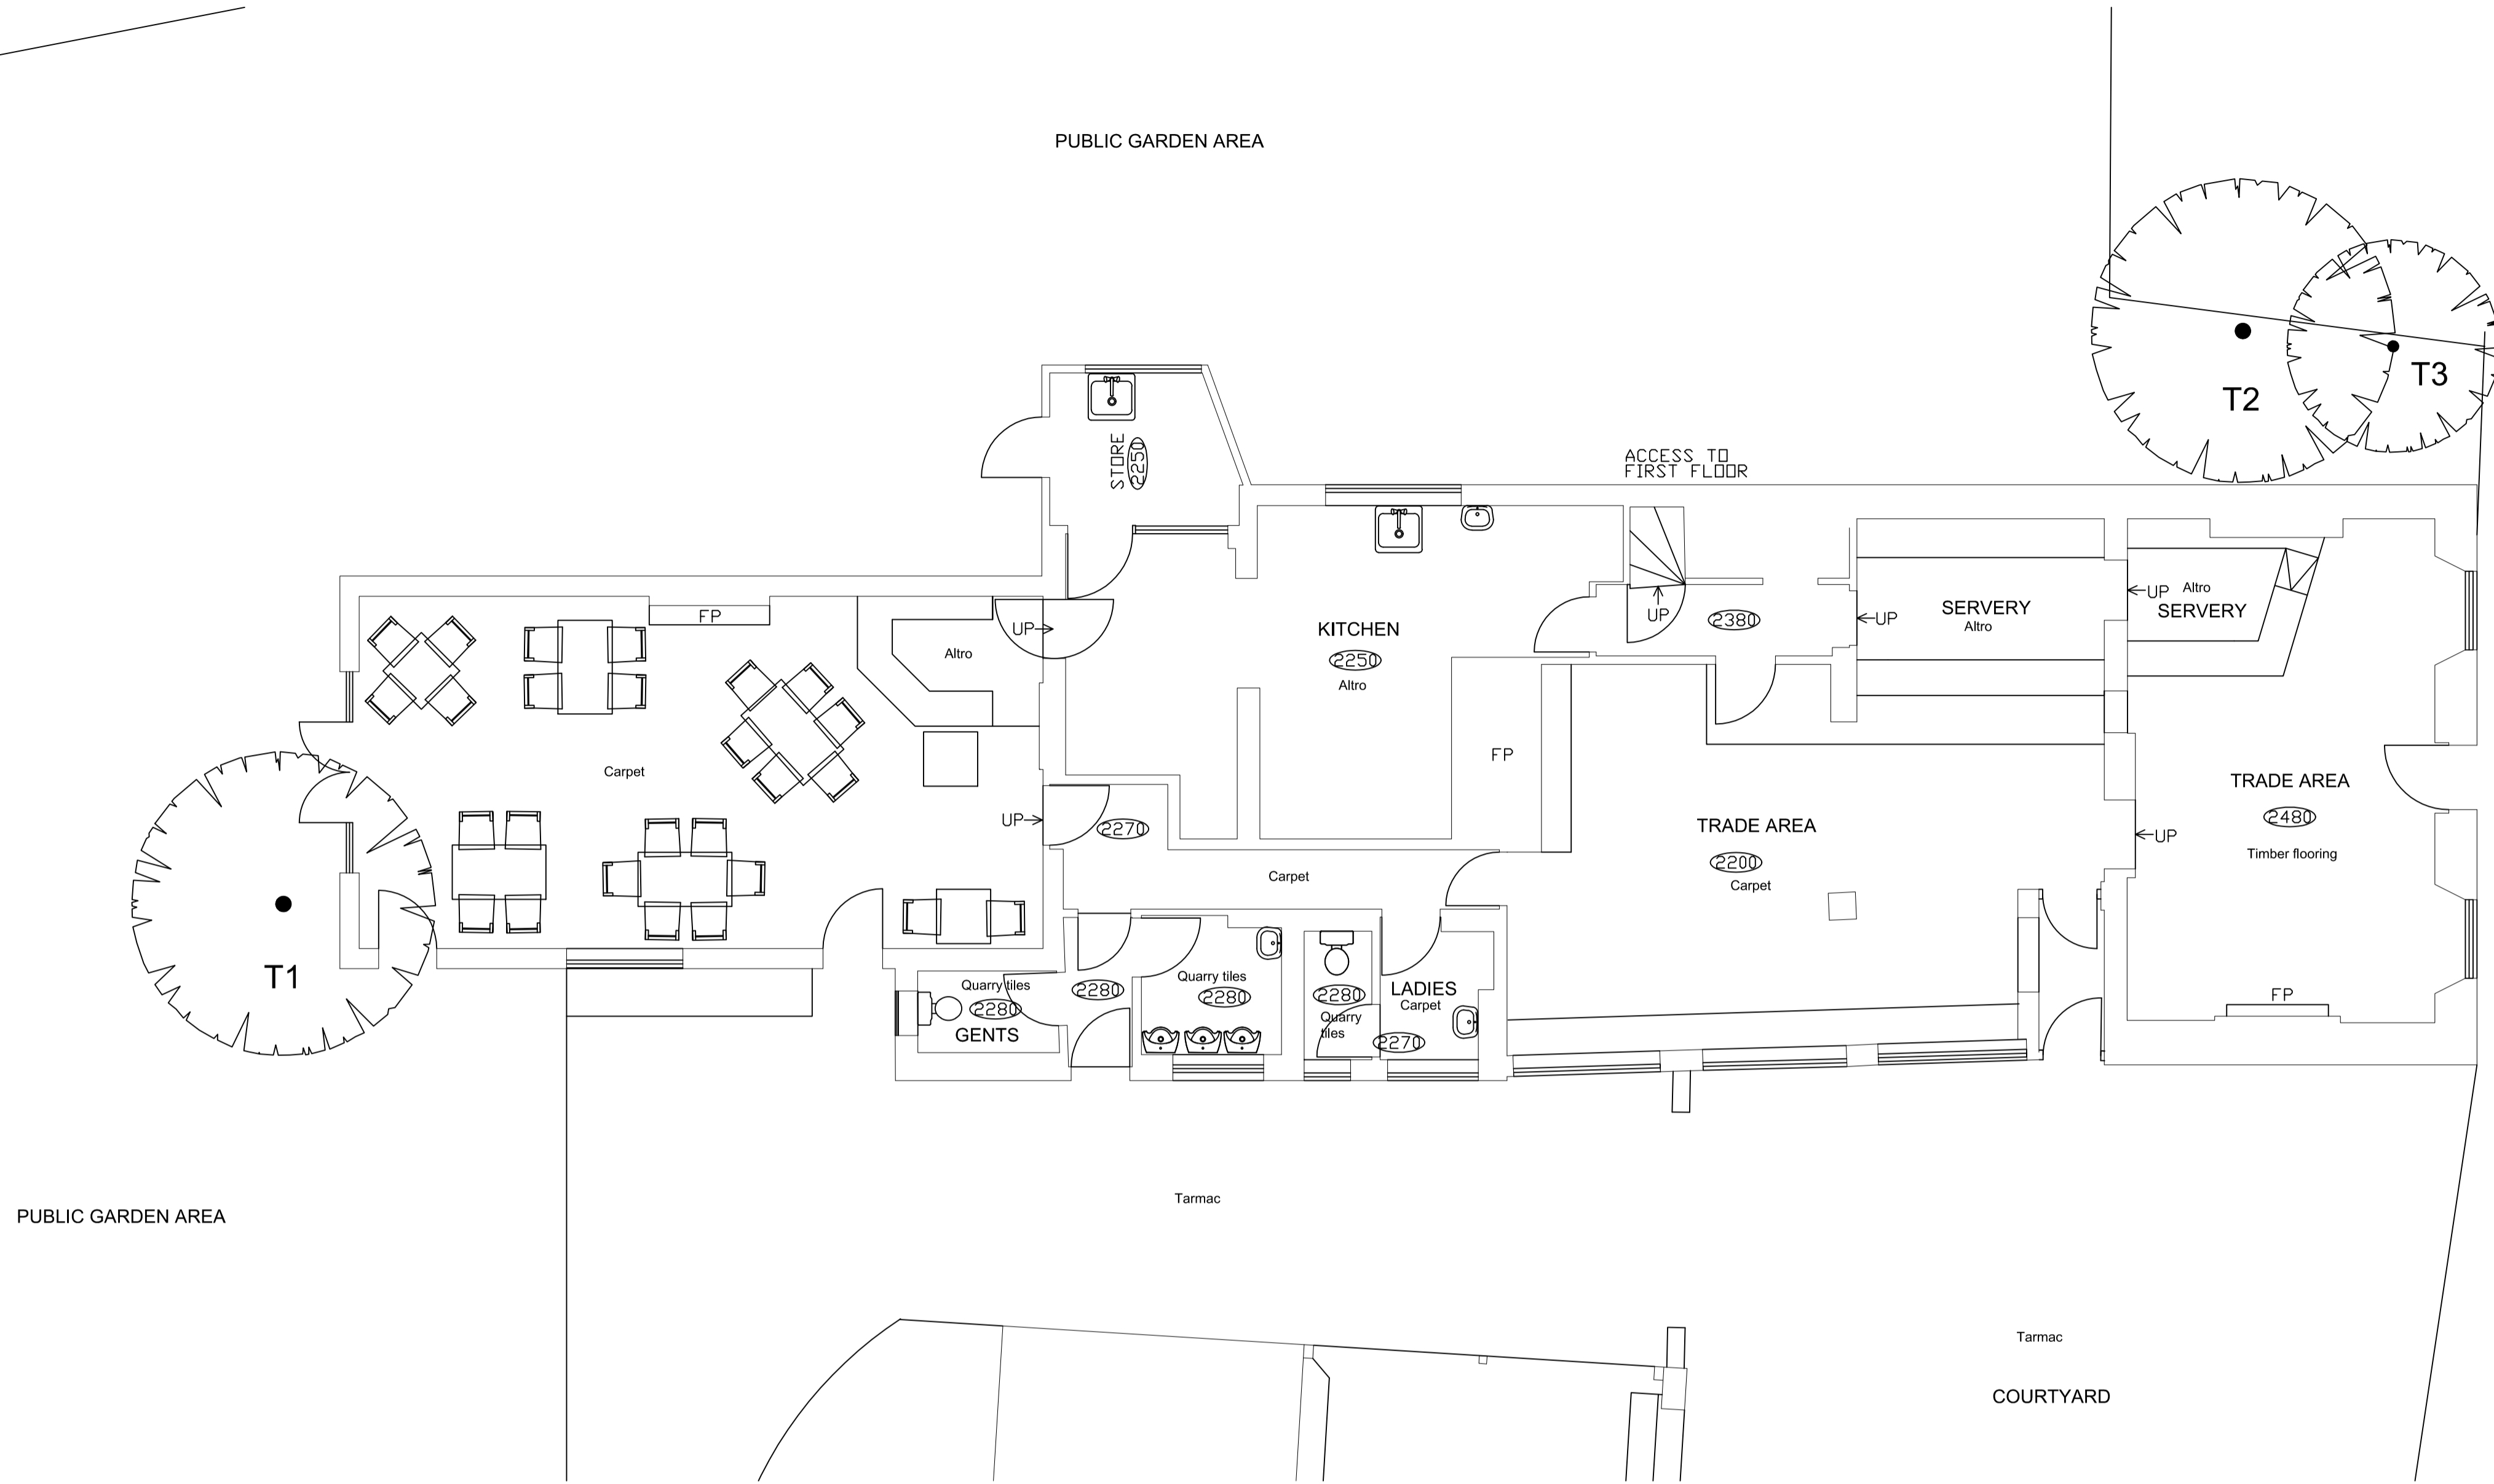 PUBLIC GARDEN AREA
T2
T3
STORE
2250
ACCESS TO
FIRST FLOOR
FP
UP
Altro
KITCHEN
2250
Altro
UP
2380
UP
SERVERY
Altro
UP
Altro
SERVERY
Carpet
FP
TRADE AREA
2480
Timber flooring
UP
2270
TRADE AREA
2200
Carpet
UP
Carpet
T1
Quarry tiles
2280
GENTS
2280
Quarry tiles
2280
2280
Quarry
tiles
LADIES
Carpet
2270
FP
Tarmac
PUBLIC GARDEN AREA
Tarmac
COURTYARD